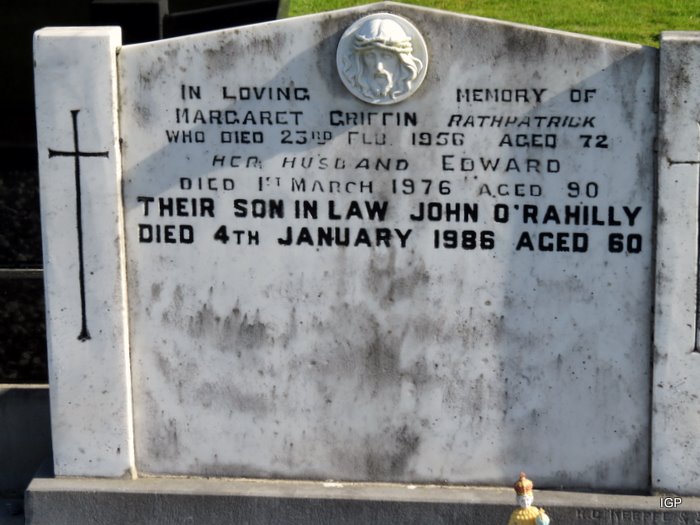 IN LOVING MEMORY OF
MARGARET GRIFFIN RATHPATRICK
WHO DIED 23RD FEB. 1956 AGED 72
HER HUSBAND EDWARD
DIED 1ST MARCH 1976 AGED 90
THEIR SON IN LAW JOHN O'RAHILLY
DIED 4TH JANUARY 1986 AGED 60
IGP